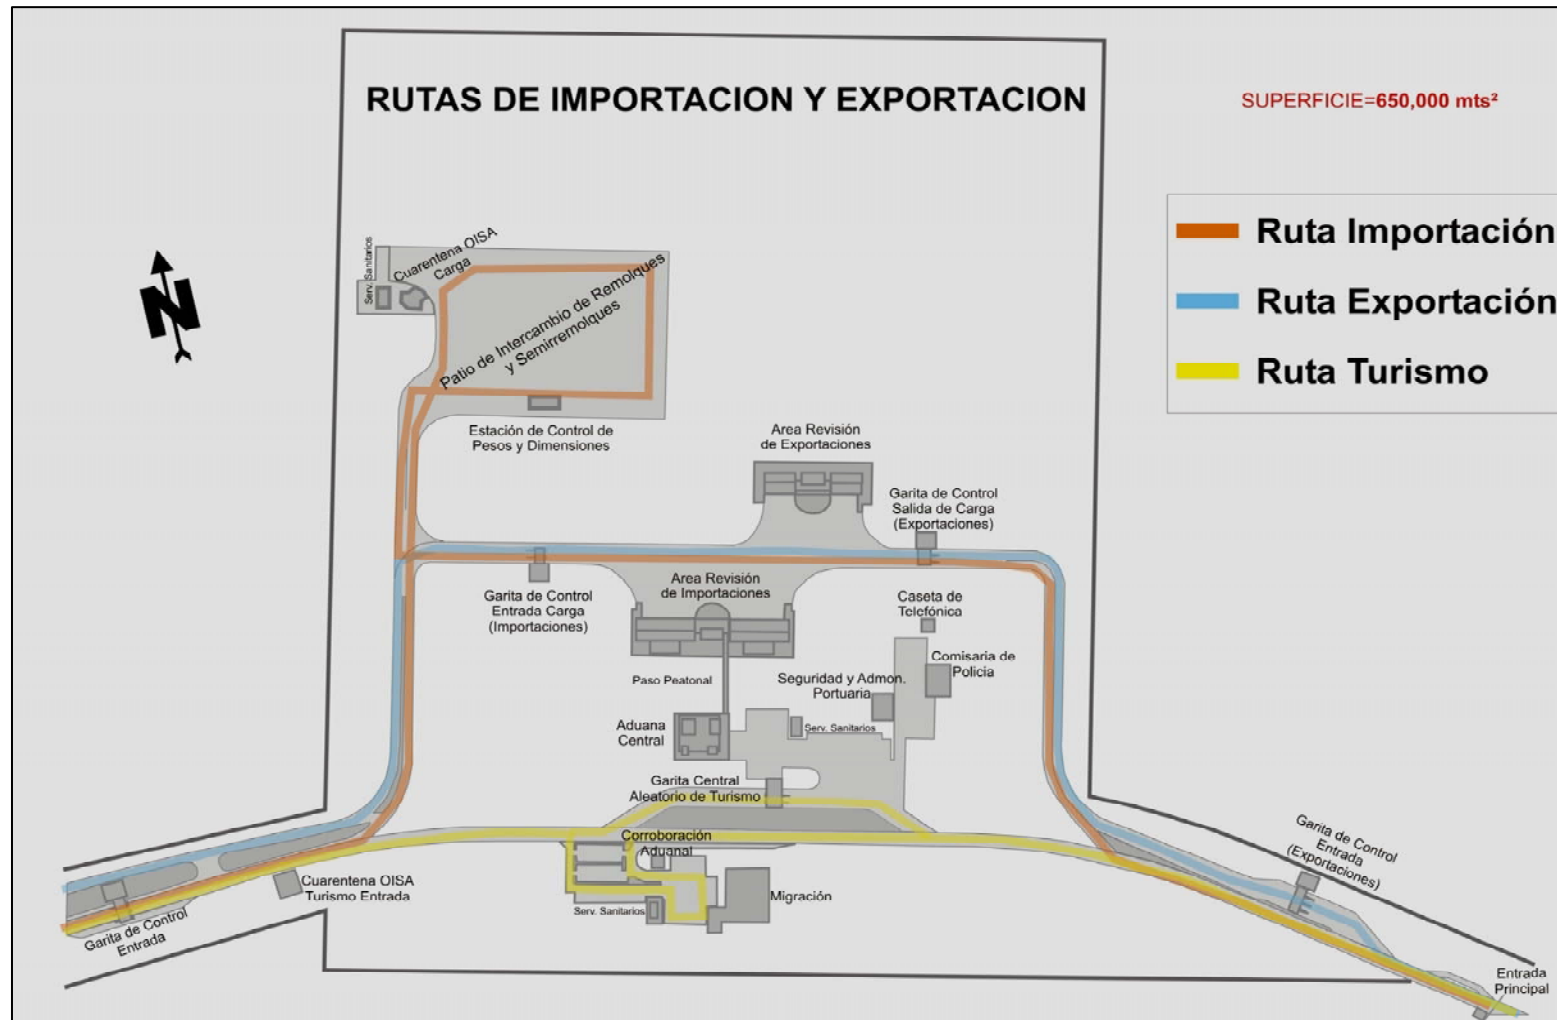 RUTAS DE IMPORTACION Y EXPORTACION
SUPERFICIE=650,000 mts²
Ruta Importación
Ruta Exportación
Ruta Turismo
N
Serv. Sanitarios
Cuarentena OISA
Carga
Patio de Intercambio de Remolques
y Semirremolques
Estación de Control de
Pesos y Dimensiones
Area Revisión
de Exportaciones
Garita de Control
Salida de Carga
(Exportaciones)
Garita de Control
Entrada Carga
(Importaciones)
Area Revisión
de Importaciones
Caseta de
Telefónica
Comisaria de
Policia
Paso Peatonal
Seguridad y Admon.
Portuaria
Aduana
Central
Serv. Sanitarios
Garita Central
Aleatorio de Turismo
Corroboración
Aduanal
Garita de Control
Entrada
(Exportaciones)
Cuarentena OISA
Turismo Entrada
Migración
Serv. Sanitarios
Garita de Control
Entrada
Entrada
Principal